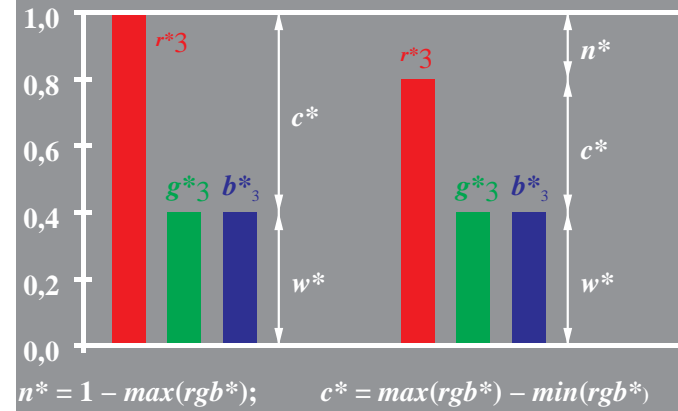 1,0
r*3
n*
r*3
0,8
c*
0,6
c*
g*3 b*3
g*3 b*3
0,4
w*
w*
0,2
0,0
n* = 1 – max(rgb*); c* = max(rgb*) – min(rgb*)